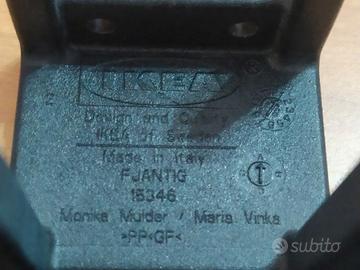 IKEA
Design and Quality
IKEA of Sweden
Made in Italy
FJANTIG
15346
Monika Mulder / Maria Vinka
>PP-GF<
subito